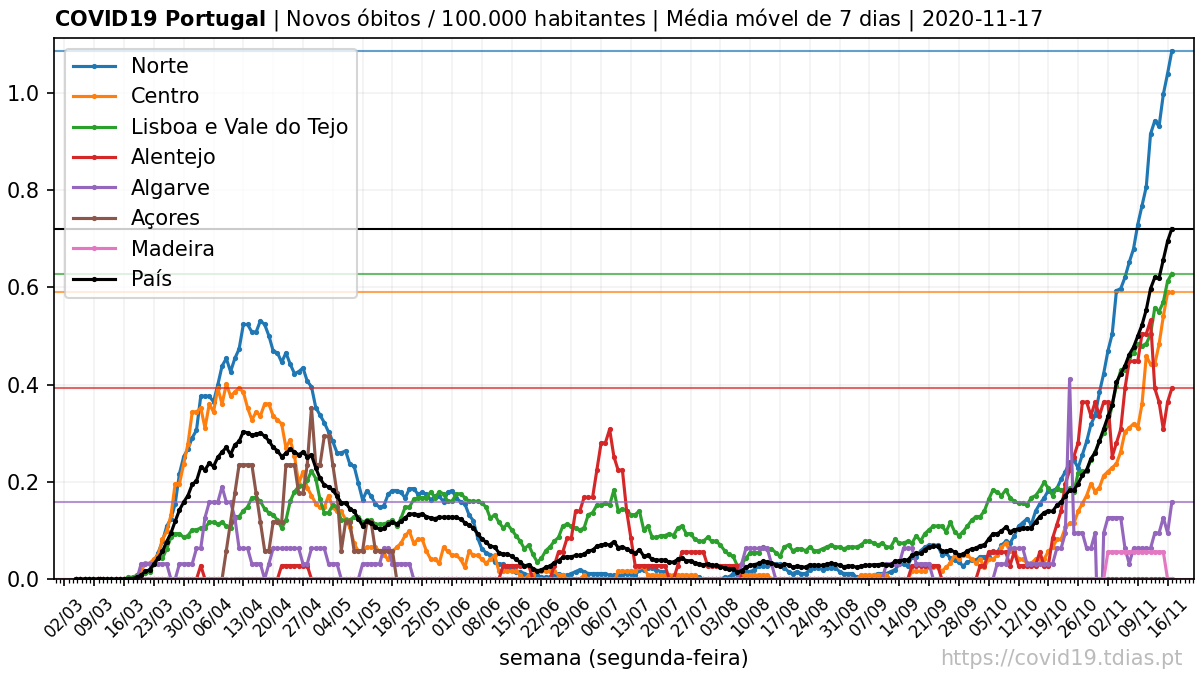 COVID19 Portugal | Novos óbitos / 100.000 habitantes | Média móvel de 7 dias | 2020-11-17
1.0
0.8
0.6
0.4
0.2
0.0
Norte
Centro
Lisboa e Vale do Tejo
Alentejo
Algarve
Açores
Madeira
País
02/03 09/03 16/03 23/03 30/03 06/04 13/04 20/04 27/04 04/05 11/05 18/05 25/05 01/06 08/06 15/06 22/06 29/06 06/07 13/07 20/07 27/07 03/08 10/08 17/08 24/08 31/08 07/09 14/09 21/09 28/09 05/10 12/10 19/10 26/10 02/11 09/11 16/11
semana (segunda-feira)
https://covid19.tdias.pt